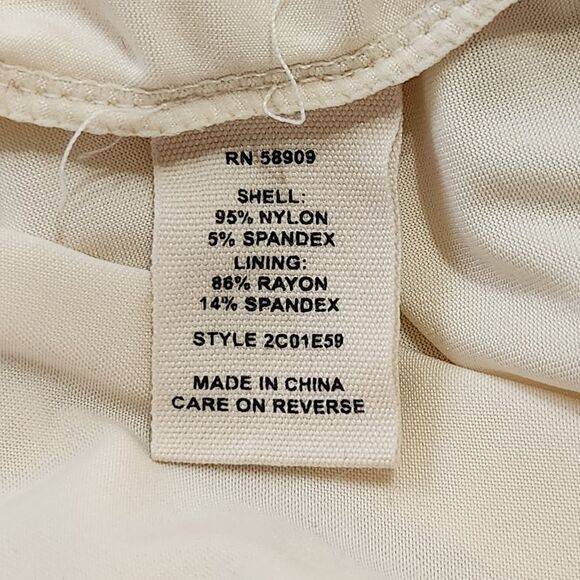 RN 58909
SHELL:
95% NYLON
5% SPANDEX
LINING:
86% RAYON
14% SPANDEX
STYLE 2C01E59
MADE IN CHINA
CARE ON REVERSE